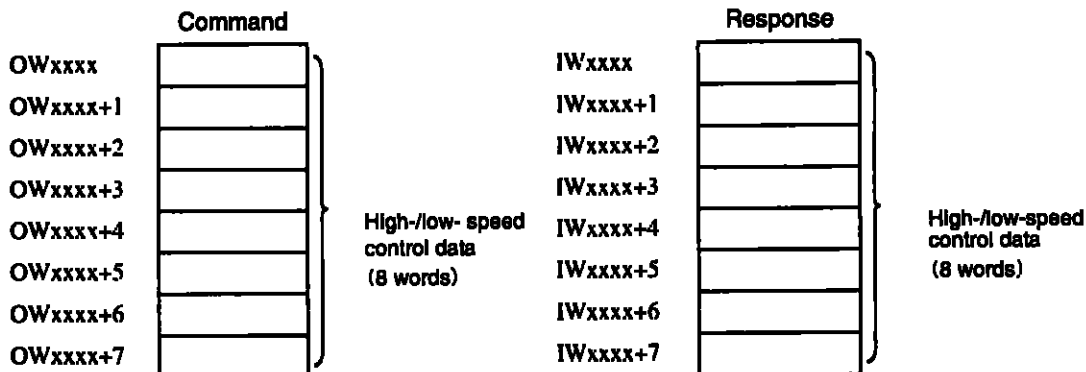 Command
OWxxxx
OWxxxx+1
OWxxxx+2
OWxxxx+3
OWxxxx+4
OWxxxx+5
OWxxxx+6
OWxxxx+7
High-/low- speed
control data
(8 words)
Response
IWxxxx
IWxxxx+1
IWxxxx+2
IWxxxx+3
IWxxxx+4
IWxxxx+5
IWxxxx+6
IWxxxx+7
High-/low-speed
control data
(8 words)